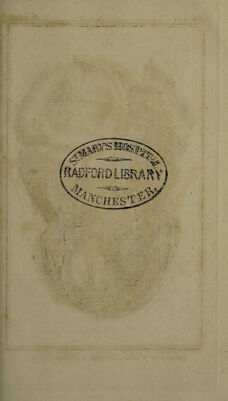 ST MARY'S HOSPITAL
RADFORD LIBRARY
MANCHESTER.